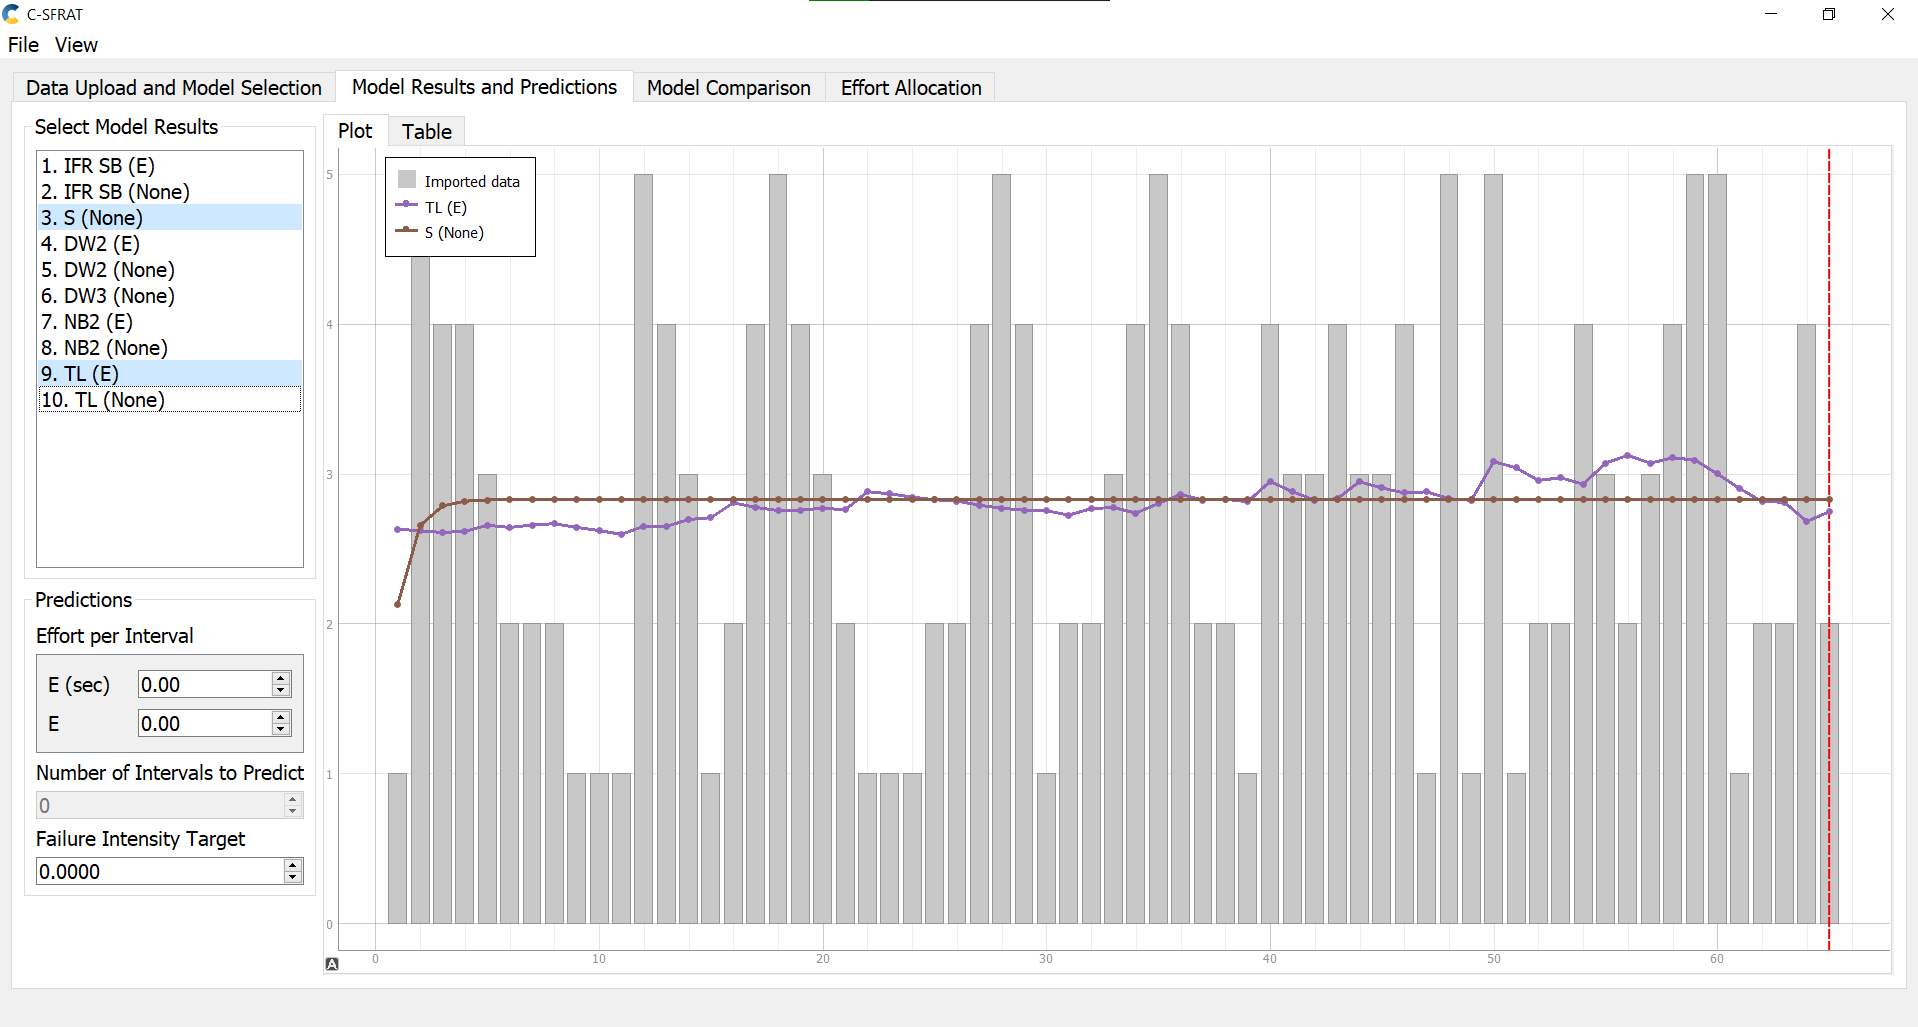 C-SFRAT
File View
Data Upload and Model Selection Model Results and Predictions Model Comparison Effort Allocation
Select Model Results
1. IFR SB (E)
2. IFR SB (None)
3. S (None)
4. DW2 (E)
5. DW2 (None)
6. DW3 (None)
7. NB2 (E)
8. NB2 (None)
9. TL (E)
10. TL (None)
Predictions
Effort per Interval
E (sec) 0.00
E 0.00
Number of Intervals to Predict
0
Failure Intensity Target
0.0000
Plot Table
Imported data
TL (E)
S (None)
5
4
3
2
1
0
0 10 20 30 40 50 60
A